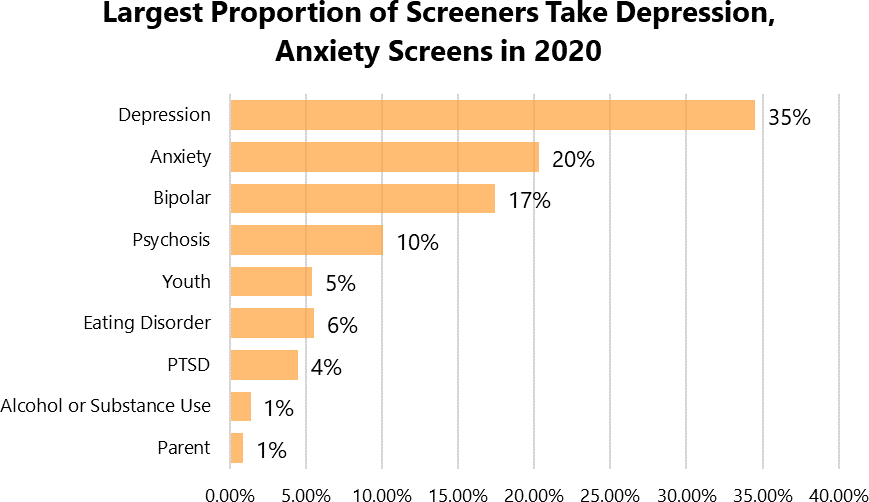 Largest Proportion of Screeners Take Depression,
Anxiety Screens in 2020
Depression 35%
Anxiety 20%
Bipolar 17%
Psychosis 10%
Youth 5%
Eating Disorder 6%
PTSD 4%
Alcohol or Substance Use 1%
Parent 1%
0.00% 5.00% 10.00% 15.00% 20.00% 25.00% 30.00% 35.00% 40.00%